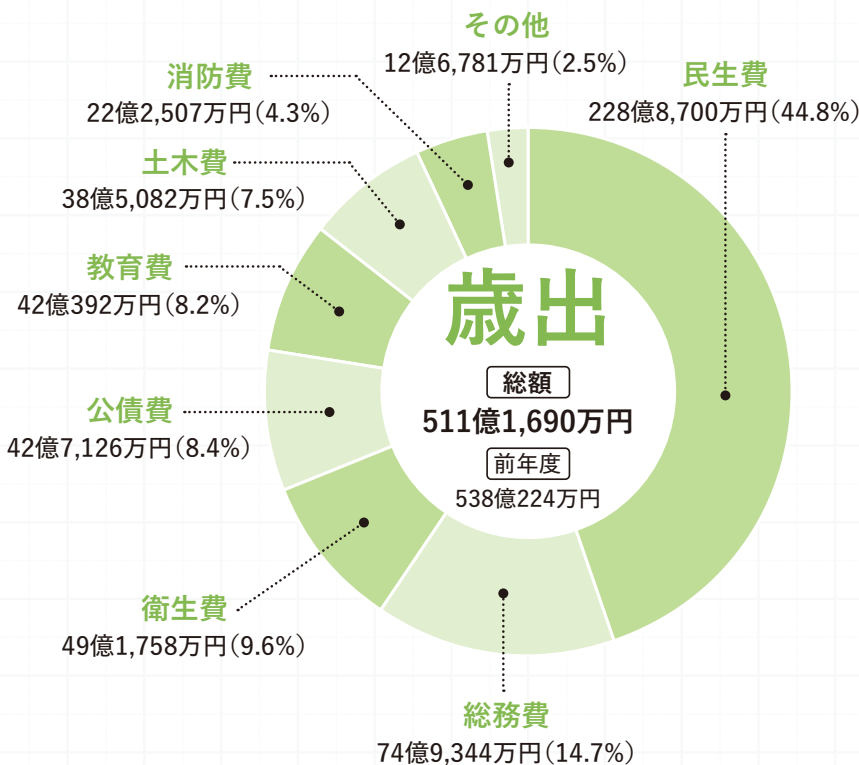 その他
12億6,781万円(2.5%)
民生費
228億8,700万円(44.8%)
消防費
22億2,507万円(4.3%)
土木費
38億5,082万円(7.5%)
教育費
42億392万円(8.2%)
公債費
42億7,126万円(8.4%)
衛生費
49億1,758万円(9.6%)
総務費
74億9,344万円(14.7%)
歳出
総額
511億1,690万円
前年度
538億224万円